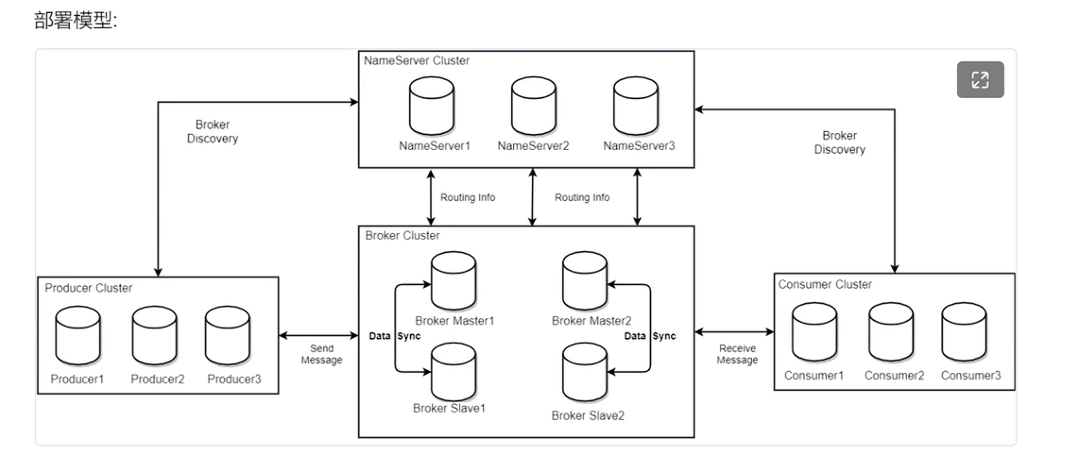 部署模型:
NameServer Cluster
NameServer1 NameServer2 NameServer3
Broker
Discovery
Broker
Discovery
Routing Info Routing Info
Broker Cluster
Broker Master1 Broker Master2
Data Sync Data Sync
Broker Slave1 Broker Slave2
Producer Cluster
Producer1 Producer2 Producer3
Send
Message
Receive
Message
Consumer Cluster
Consumer1 Consumer2 Consumer3